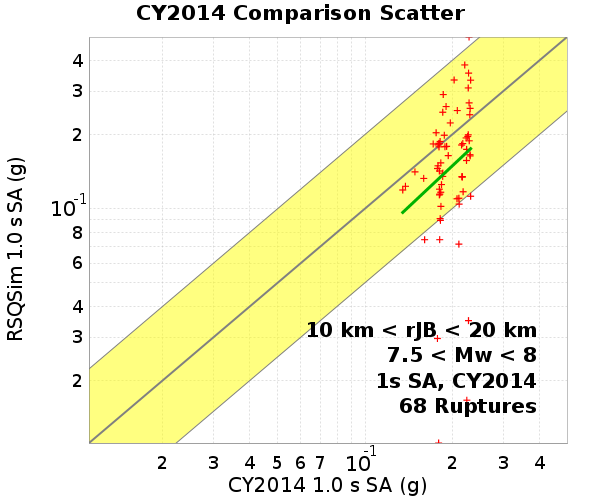 CY2014 Comparison Scatter
RSQSim 1.0 s SA (g)
4
3
2
10^-1
8
6
4
3
2
10 km < rJB < 20 km
7.5 < Mw < 8
1s SA, CY2014
68 Ruptures
2 3 4 5 6 7 10^-1 2 3 4
CY2014 1.0 s SA (g)